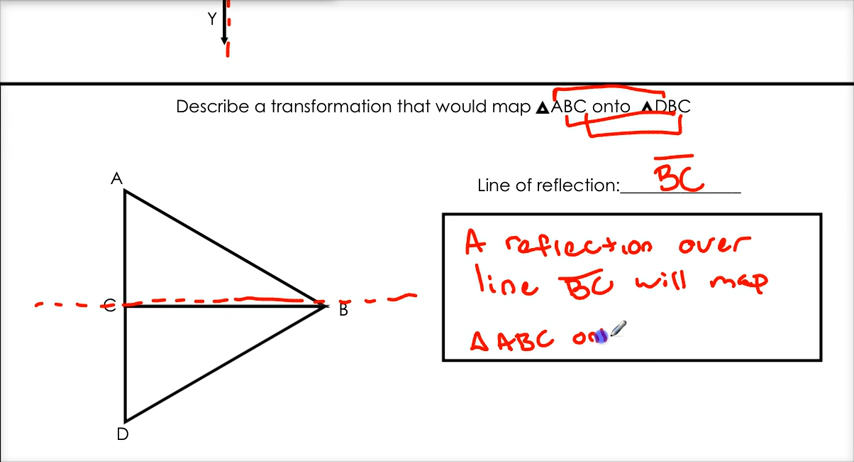 Y
Describe a transformation that would map ▲ABC onto ▲DBC
A
Line of reflection: BC
A reflection over
line BC will map
C
B
Δ ABC on
D